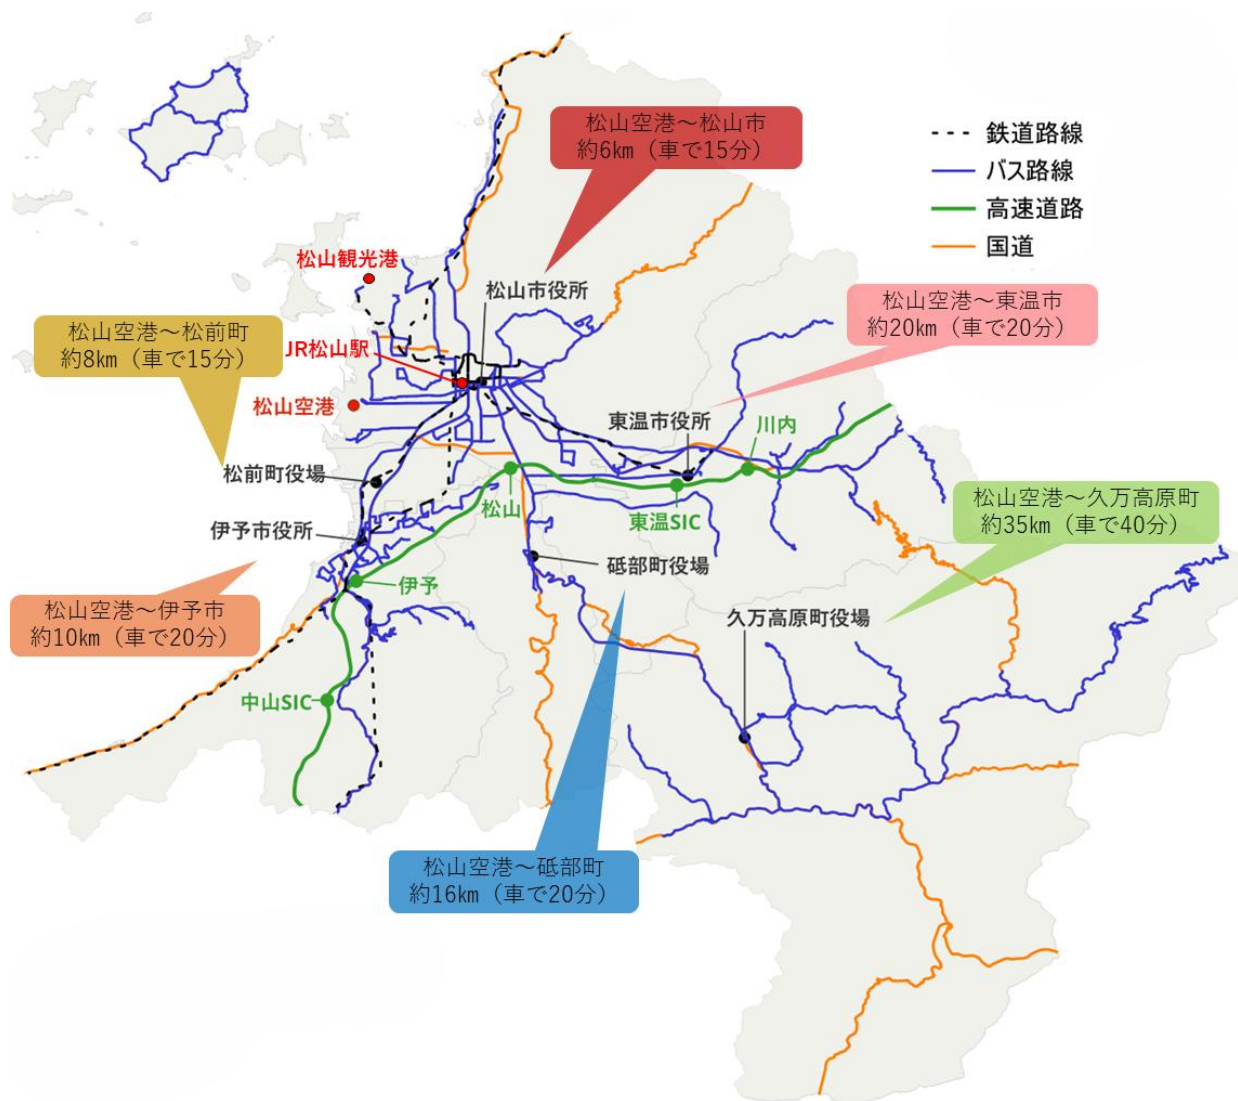 松山空港～松山市
約6km（車で15分）
鉄道路線
バス路線
高速道路
国道
松山観光港
松山市役所
松山空港～東温市
約20km（車で20分）
松山空港～松前町
約8km（車で15分）
JR松山駅
松山空港
東温市役所
川内
松前町役場
松山
東温SIC
松山空港～久万高原町
約35km（車で40分）
伊予市役所
砥部町役場
伊予
松山空港～伊予市
約10km（車で20分）
久万高原町役場
中山SIC
松山空港～砥部町
約16km（車で20分）